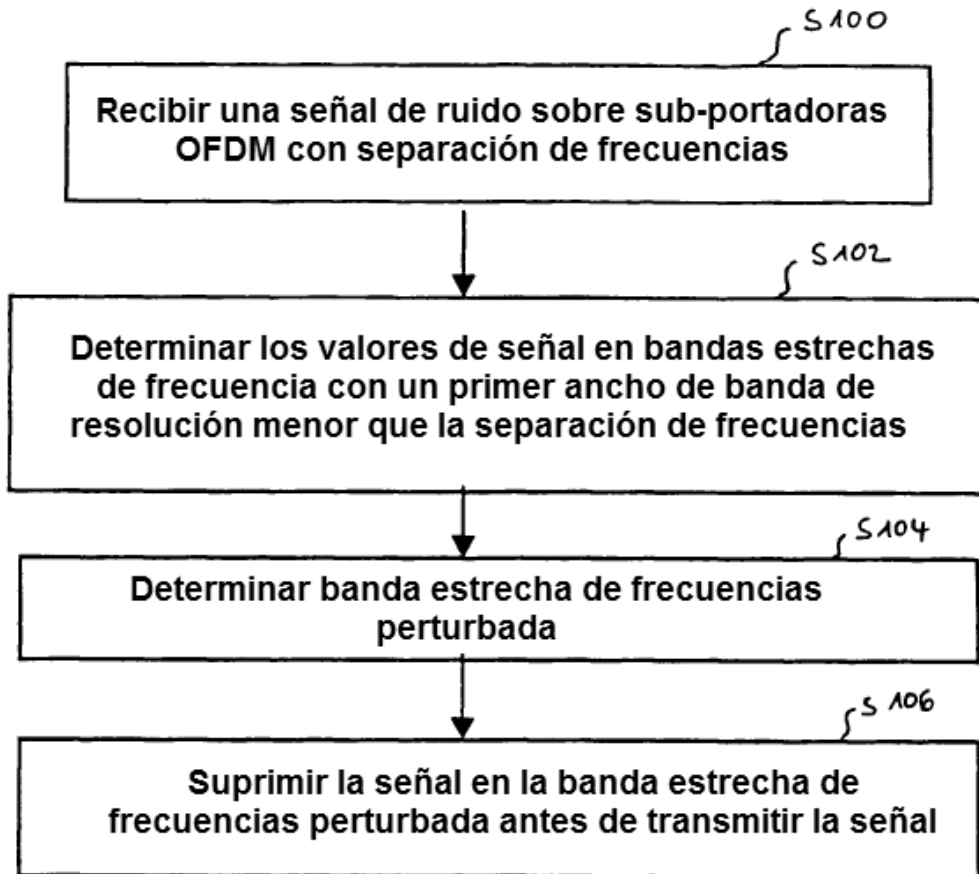 S100
Recibir una señal de ruido sobre sub-portadoras
OFDM con separación de frecuencias
S102
Determinar los valores de señal en bandas estrechas
de frecuencia con un primer ancho de banda de
resolución menor que la separación de frecuencias
S104
Determinar banda estrecha de frecuencias
perturbada
S106
Suprimir la señal en la banda estrecha de
frecuencias perturbada antes de transmitir la señal